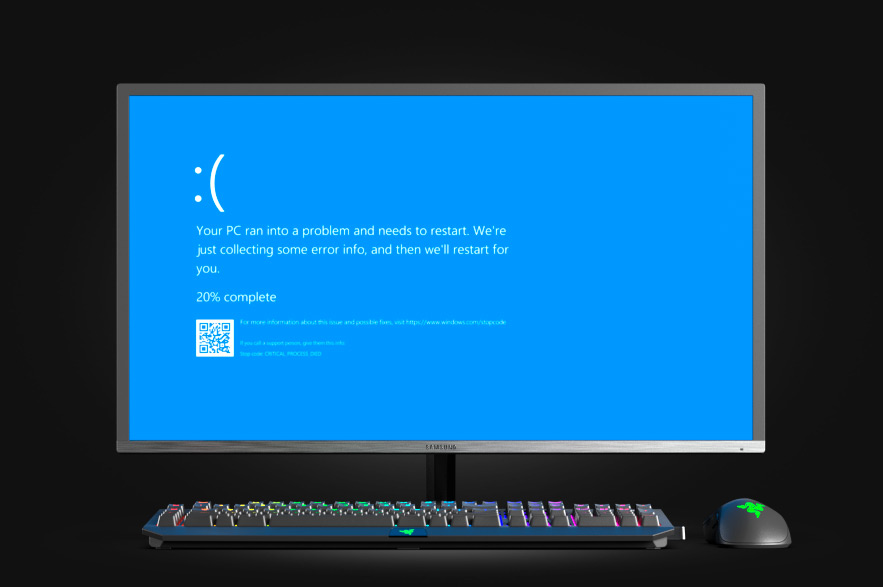 :(
Your PC ran into a problem and needs to restart. We're
just collecting some error info, and then we'll restart for
you.
20% complete
For more information about this issue and possible fixes, visit https://www.windows.com/stopcode
If you call a support person, give them this info:
Stop code: CRITICAL PROCESS DIED
SAMSUNG